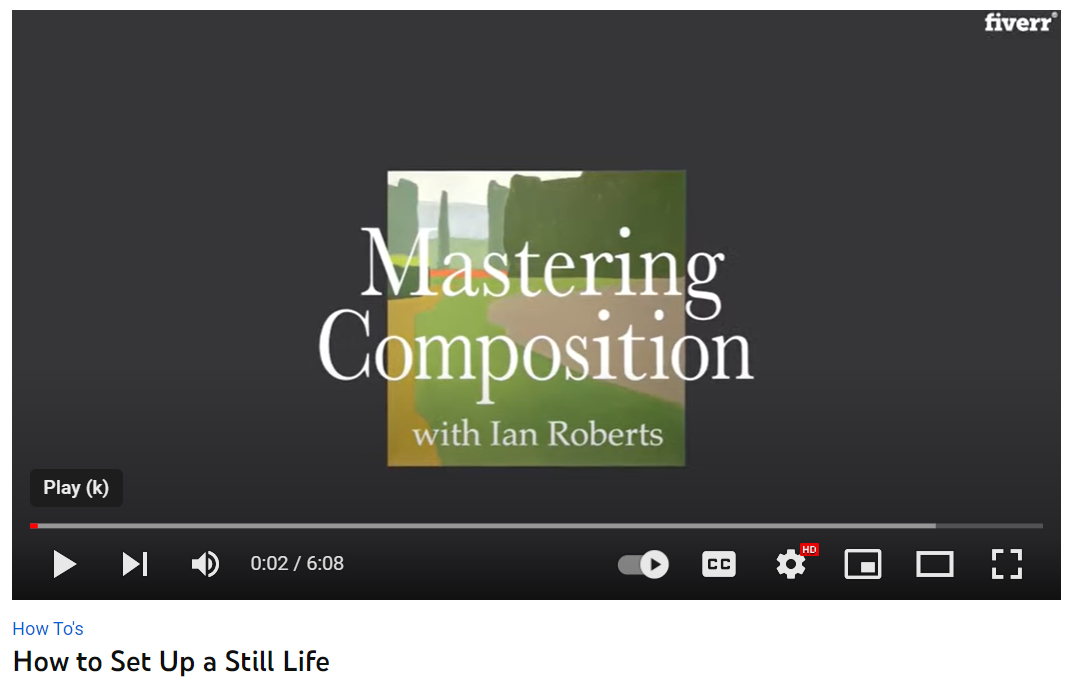 fiverr®
Mastering
Composition
with Ian Roberts
Play (k)
0:02 / 6:08
CC
HD
How To's
How to Set Up a Still Life